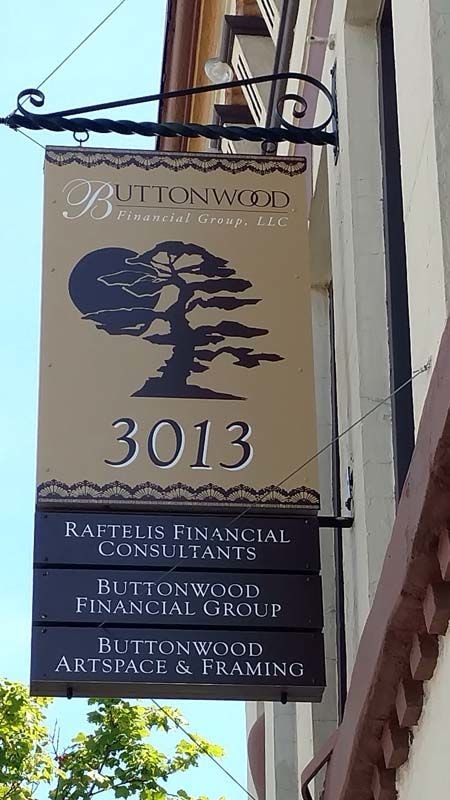 BUTTONWOOD
Financial Group, LLC
3013
RAFTELIS FINANCIAL
CONSULTANTS
BUTTONWOOD
FINANCIAL GROUP
BUTTONWOOD
ARTSPACE & FRAMING